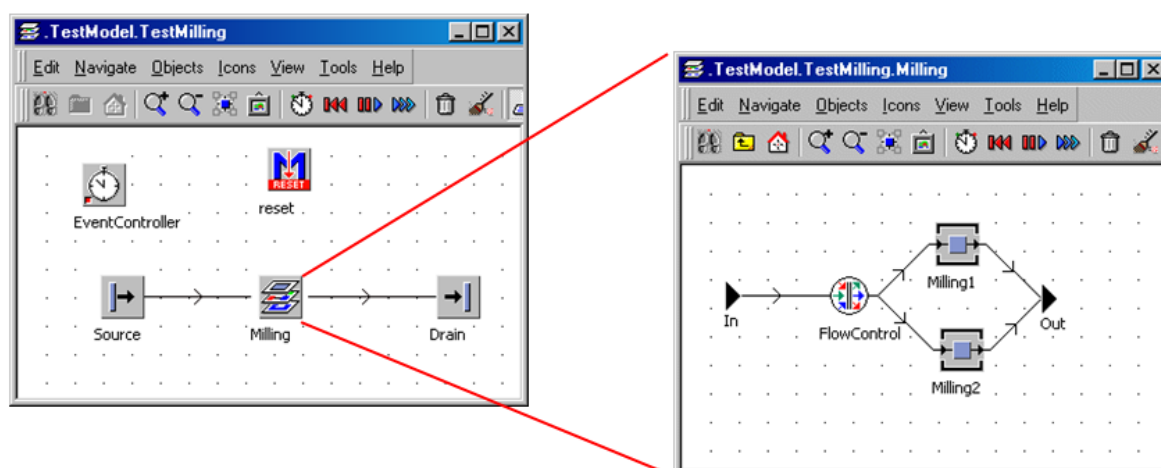 .TestModel.TestMilling
Edit Navigate Objects Icons View Tools Help
RESET
reset
EventController
Source
Milling
Drain
.TestModel.TestMilling.Milling
Edit Navigate Objects Icons View Tools Help
Milling1
In
FlowControl
Out
Milling2